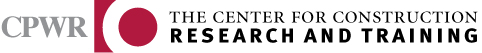 CPWR
THE CENTER FOR CONSTRUCTION
RESEARCH AND TRAINING